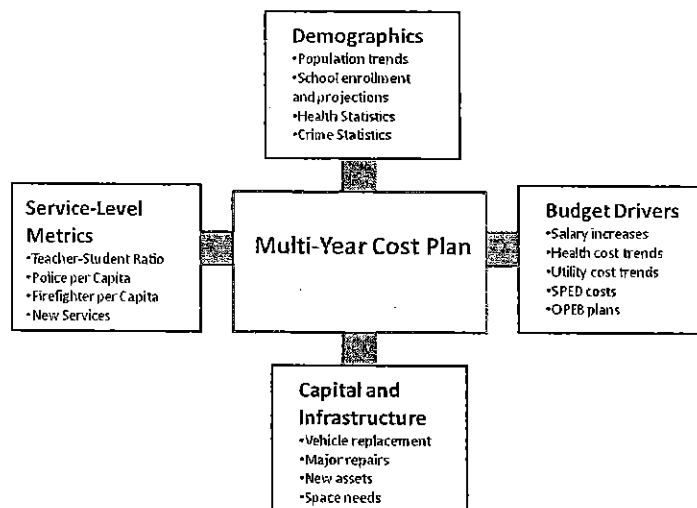 Demographics
•Population trends
•School enrollment
and projections
•Health Statistics
•Crime Statistics
Service-Level
Metrics
•Teacher-Student Ratio
•Police per Capita
•Firefighter per Capita
•New Services
Multi-Year Cost Plan
Budget Drivers
•Salary increases
•Health cost trends
•Utility cost trends
•SPED costs
•OPEB plans
Capital and
Infrastructure
•Vehicle replacement
•Major repairs
•New assets
•Space needs